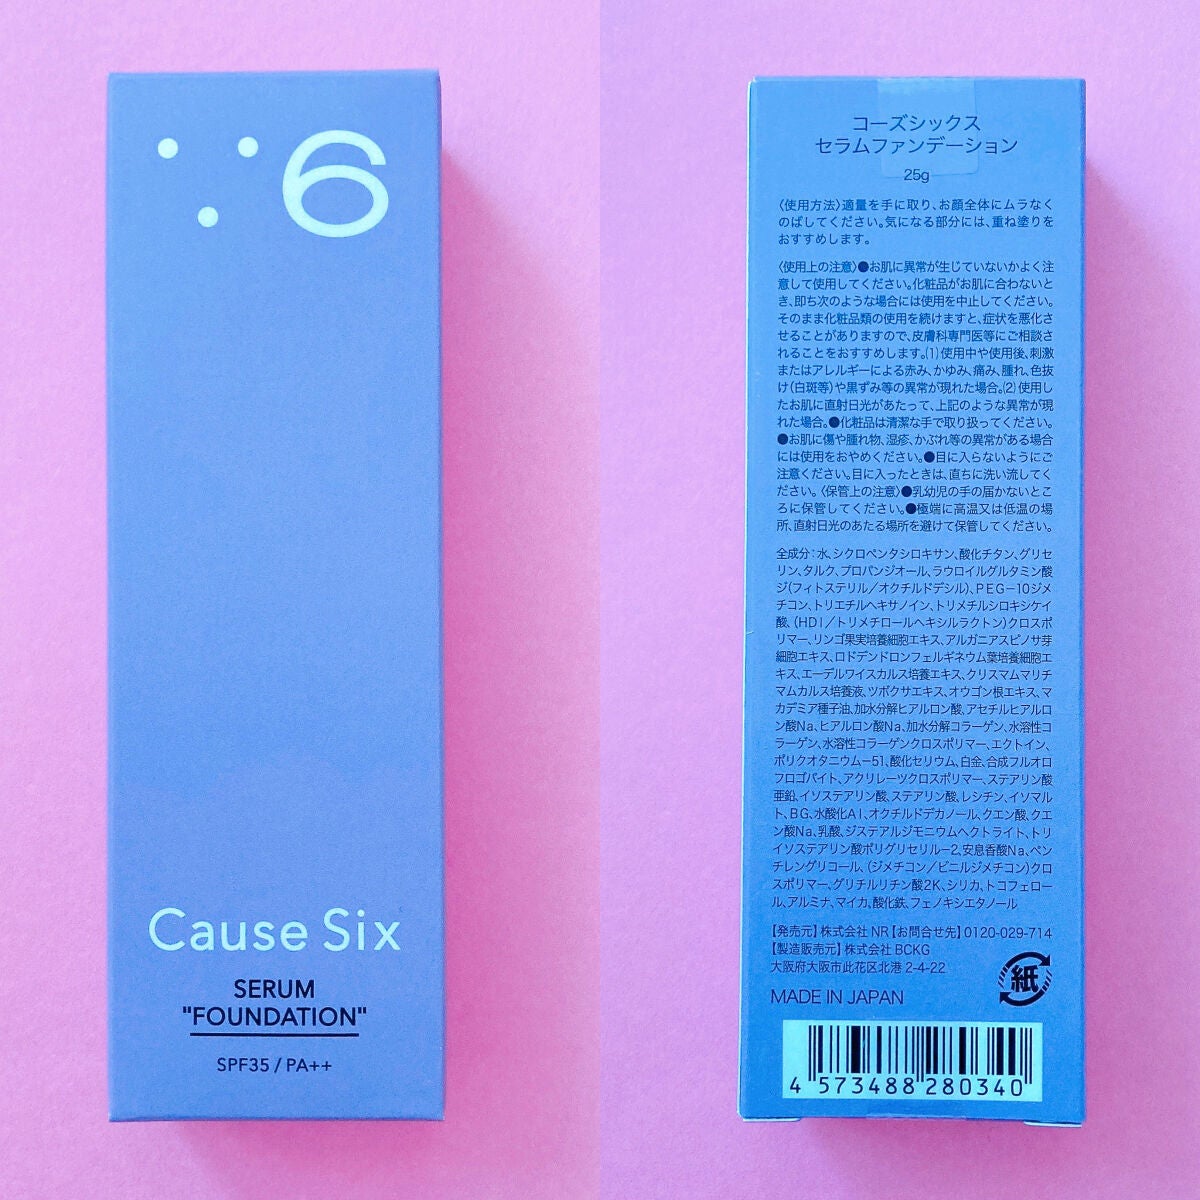 6
Cause Six
SERUM
"FOUNDATION"
SPF35 / PA++
コーズシックス
セラムファンデーション
25g
〈使用方法〉適量を手に取り、お顔全体にムラなく
のばしてください。気になる部分には、重ね塗りを
おすすめします。
〈使用上の注意〉●お肌に異常が生じていないかよく注
意して使用してください。化粧品がお肌に合わないと
き、即ち次のような場合には使用を中止してください。
そのまま化粧品類の使用を続けますと、症状を悪化さ
せることがありますので、皮膚科専門医等にご相談さ
れることをおすすめします。(1)使用中や使用後、刺激
またはアレルギーによる赤み、かゆみ、痛み、腫れ、色抜
け(白斑等)や黒ずみ等の異常が現れた場合。(2)使用し
たお肌に直射日光があたって、上記のような異常が現
れた場合。●化粧品は清潔な手で取り扱ってください。
●お肌に傷や腫れ物、湿疹、かぶれ等の異常がある場合
には使用をおやめください。●目に入らないようにご
注意ください。目に入ったときは、直ちに洗い流してく
ださい。〈保管上の注意〉●乳幼児の手の届かないとこ
ろに保管してください。●極端に高温又は低温の場
所、直射日光のあたる場所を避けて保管してください。
全成分：水、シクロペンタシロキサン、酸化チタン、グリセ
リン、タルク、プロパンジオール、ラウロイルグルタミン酸
ジ(フィトステリル／オクチルドデシル)、PEG−10ジメ
チコン、トリエチルヘキサノイン、トリメチルシロキシケイ
酸、(HDI／トリメチロールヘキシルラクトン)クロスポ
リマー、リンゴ果実培養細胞エキス、アルガニアスピノサ芽
細胞エキス、ロドデンドロンフェルギネウム葉培養細胞エ
キス、エーデルワイスカルス培養エキス、クリスマムマリチ
マムカルス培養液、ツボクサエキス、オウゴン根エキス、マ
カデミア種子油、加水分解ヒアルロン酸、アセチルヒアルロ
ン酸Na、ヒアルロン酸Na、加水分解コラーゲン、水溶性コ
ラーゲン、水溶性コラーゲンクロスポリマー、エクトイン、
ポリクオタニウム−51、酸化セリウム、白金、合成フルオロ
フロゴパイト、アクリレーツクロスポリマー、ステアリン酸
亜鉛、イソステアリン酸、ステアリン酸、レシチン、イソマル
ト、BG、水酸化Al、オクチルドデカノール、クエン酸、クエ
ン酸Na、乳酸、ジステアルジモニウムヘクトライト、トリ
イソステアリン酸ポリグリセリル−2、安息香酸Na、ペン
チレングリコール、(ジメチコン／ビニルジメチコン)クロ
スポリマー、グリチルリチン酸2K、シリカ、トコフェロー
ル、アルミナ、マイカ、酸化鉄、フェノキシエタノール
【発売元】株式会社 NR【お問合せ先】0120-029-714
【製造販売元】株式会社 BCKG
大阪府大阪市此花区北港 2-4-22
紙
MADE IN JAPAN
4 573488 280340